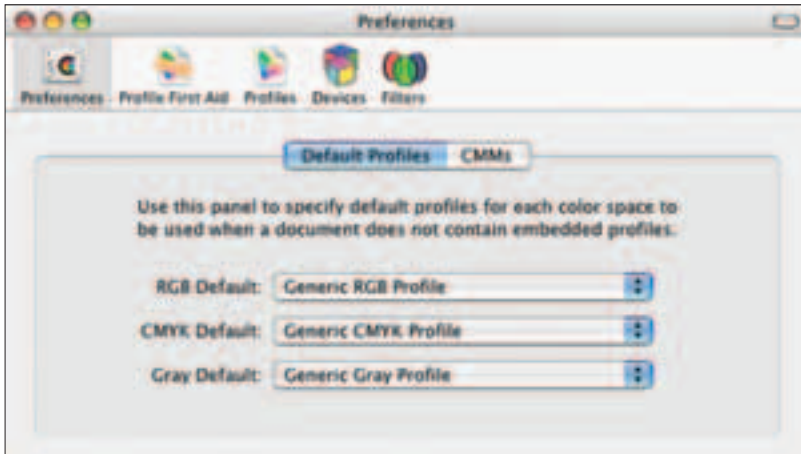 Preferences
Preferences Profile First Aid Profiles Devices Filters
Default Profiles CMMs
Use this panel to specify default profiles for each color space to
be used when a document does not contain embedded profiles.
RGB Default: Generic RGB Profile
CMYK Default: Generic CMYK Profile
Gray Default: Generic Gray Profile